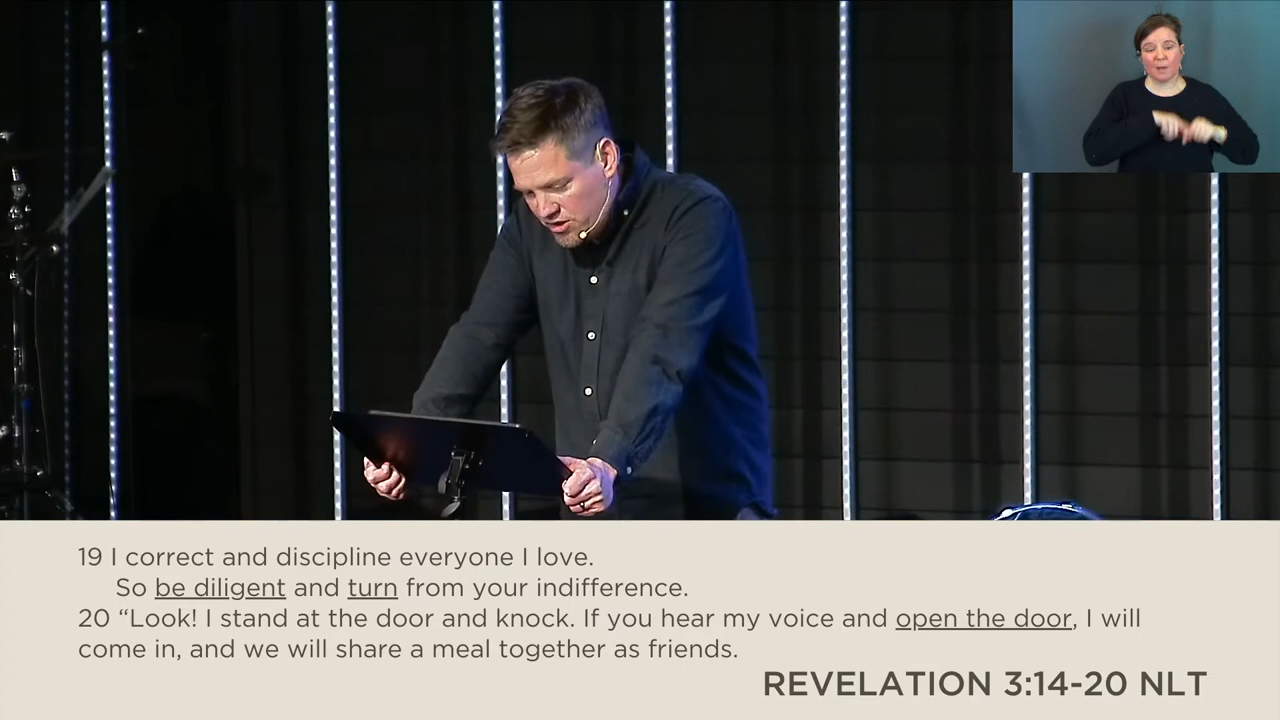 19 I correct and discipline everyone I love.
So be diligent and turn from your indifference.
20 “Look! I stand at the door and knock. If you hear my voice and open the door, I will
come in, and we will share a meal together as friends.
REVELATION 3:14-20 NLT